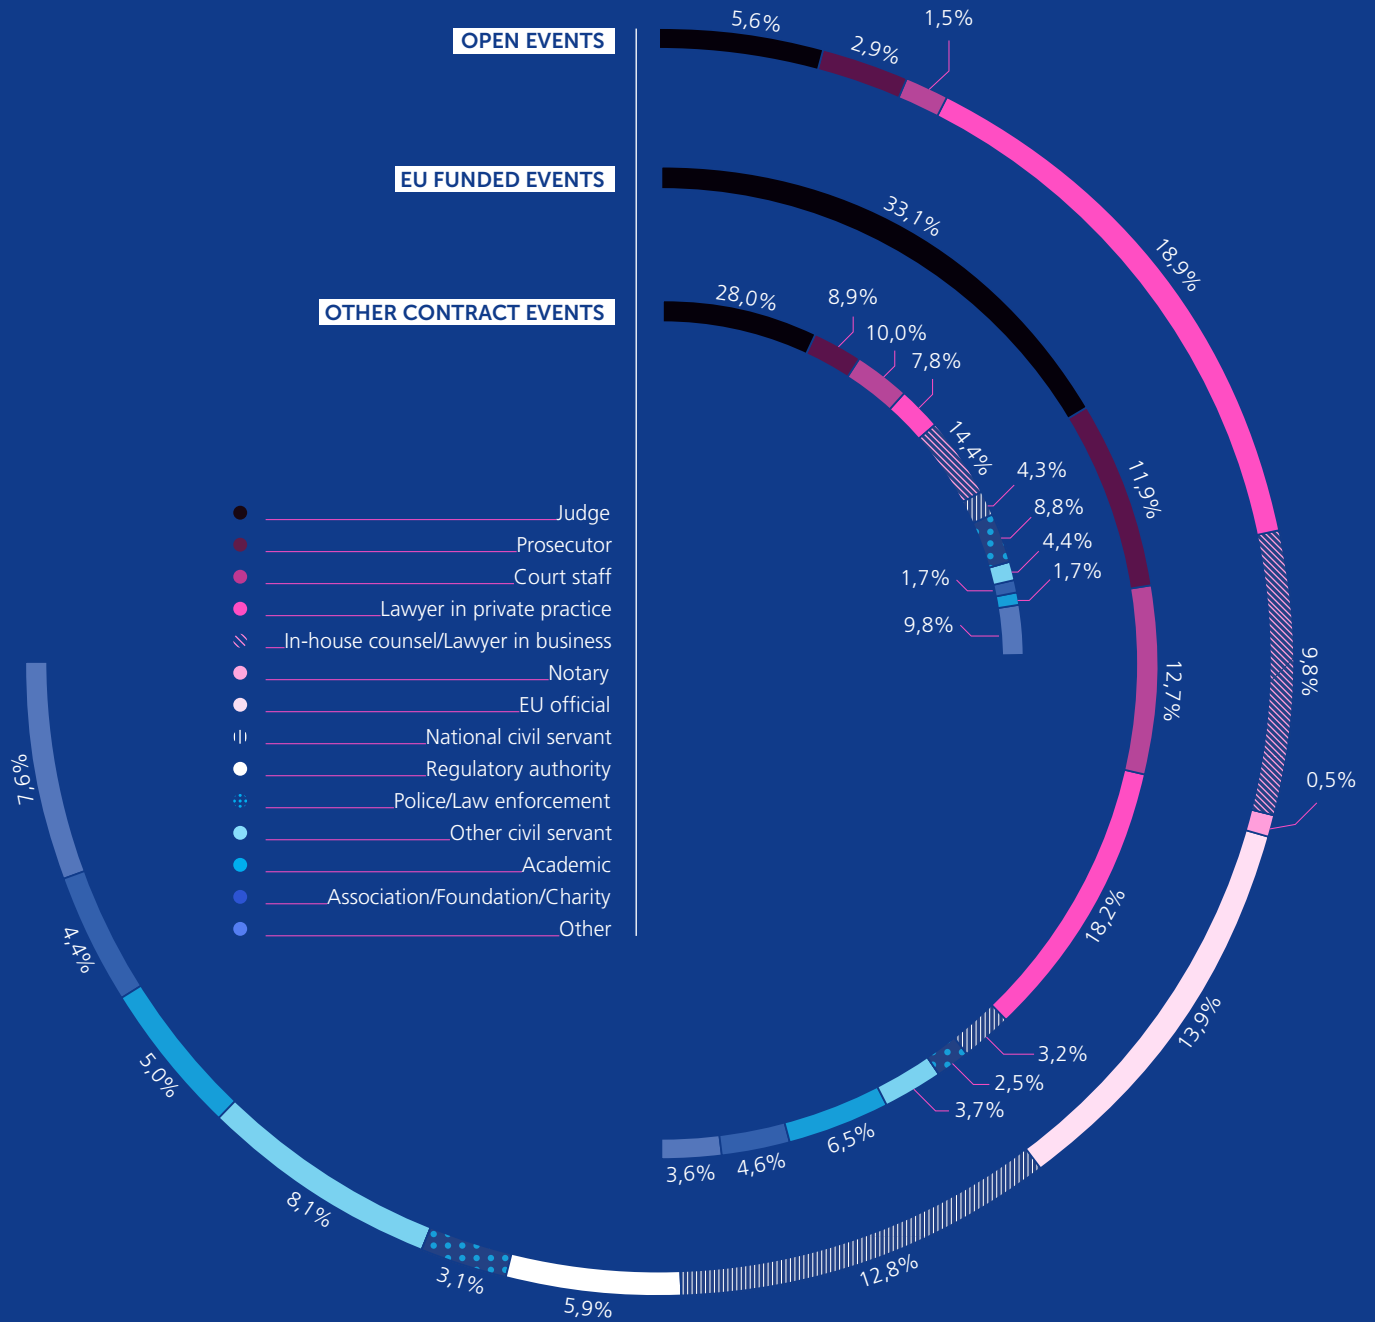 OPEN EVENTS
5,6%
2,9%
1,5%
18,9%
9,8%
0,5%
13,9%
12,8%
5,9%
3,1%
8,1%
5,0%
4,4%
7,6%
EU FUNDED EVENTS
33,1%
11,9%
12,7%
18,2%
3,2%
2,5%
3,7%
6,5%
4,6%
3,6%
OTHER CONTRACT EVENTS
28,0%
8,9%
10,0%
7,8%
14,4%
4,3%
8,8%
4,4%
1,7%
1,7%
9,8%
Judge
Prosecutor
Court staff
Lawyer in private practice
In-house counsel/Lawyer in business
Notary
EU official
National civil servant
Regulatory authority
Police/Law enforcement
Other civil servant
Academic
Association/Foundation/Charity
Other